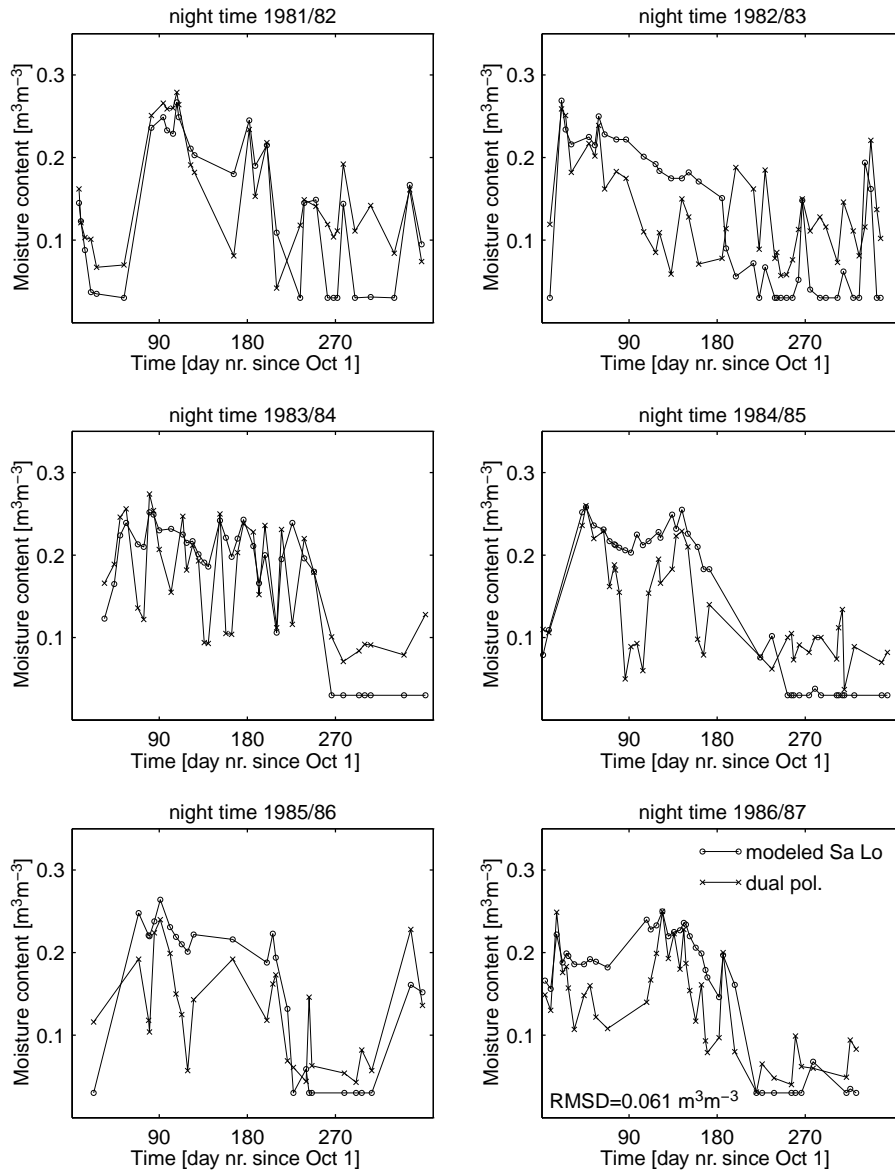 night time 1981/82
Moisture content [m³m⁻³]
0.3
0.2
0.1
90
180
270
Time [day nr. since Oct 1]
night time 1982/83
Moisture content [m³m⁻³]
0.3
0.2
0.1
90
180
270
Time [day nr. since Oct 1]
night time 1983/84
Moisture content [m³m⁻³]
0.3
0.2
0.1
90
180
270
Time [day nr. since Oct 1]
night time 1984/85
Moisture content [m³m⁻³]
0.3
0.2
0.1
90
180
270
Time [day nr. since Oct 1]
night time 1985/86
Moisture content [m³m⁻³]
0.3
0.2
0.1
90
180
270
Time [day nr. since Oct 1]
night time 1986/87
Moisture content [m³m⁻³]
0.3
0.2
0.1
modeled Sa Lo
dual pol.
RMSD=0.061 m³m⁻³
90
180
270
Time [day nr. since Oct 1]